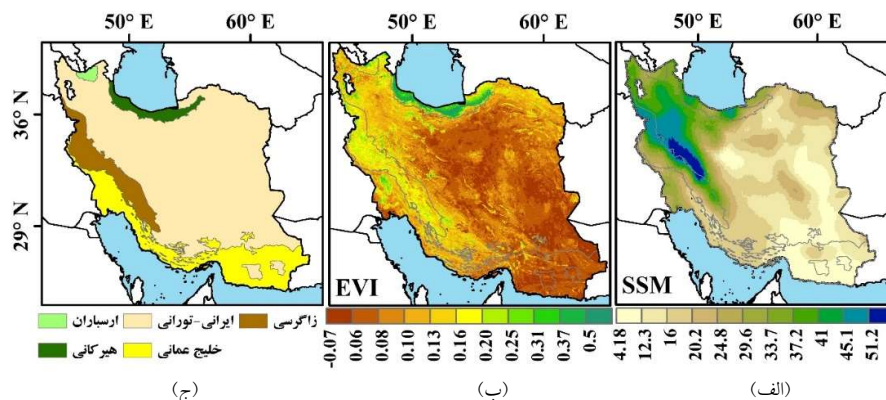 50° E 60° E
50° E 60° E
50° E 60° E
36° N
29° N
EVI
SSM
ارسباران ایرانی-تورانی زاگرسی
هیرکانی خلیج عمانی
-0.07 0.06 0.08 0.10 0.13 0.16 0.20 0.25 0.31 0.37 0.5
4.18 12.3 16 20.2 24.8 29.6 33.7 37.2 41 45.1 51.2
(ج) (ب) (الف)